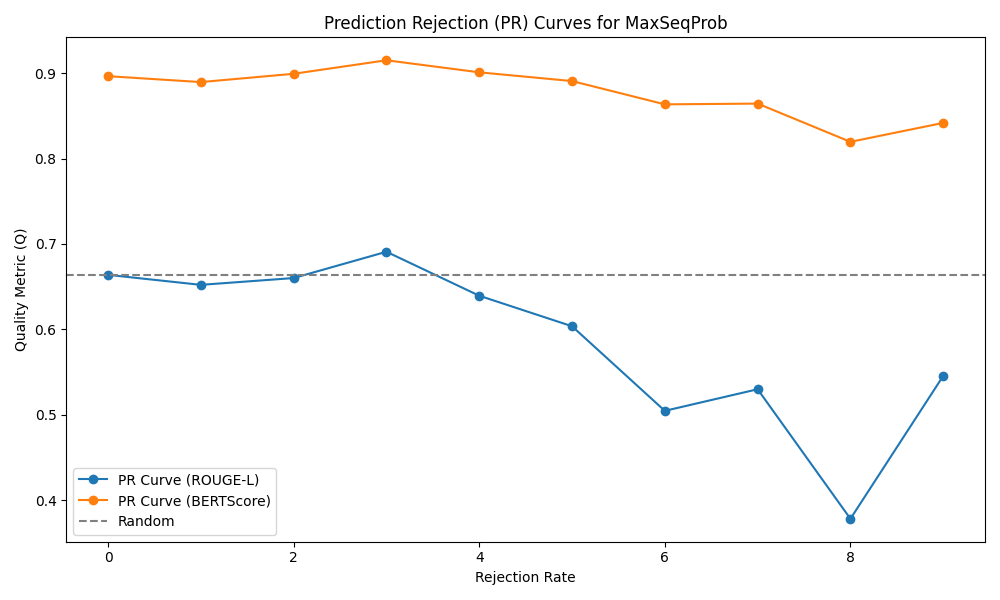 Prediction Rejection (PR) Curves for MaxSeqProb
Quality Metric (Q)
0.9
0.8
0.7
0.6
0.5
0.4
PR Curve (ROUGE-L)
PR Curve (BERTScore)
Random
0 2 4 6 8
Rejection Rate